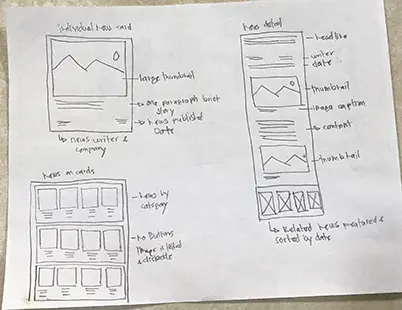 individual News card
Large thumbnail
one paragraph brief
story
News published
Date
News writer &
company
News on cards
News by
category
No Buttons
Image is linked
& clickable
News detail
headline
writer
date
thumbnail
image caption
content
thumbnail
Related News mentioned &
sorted by date